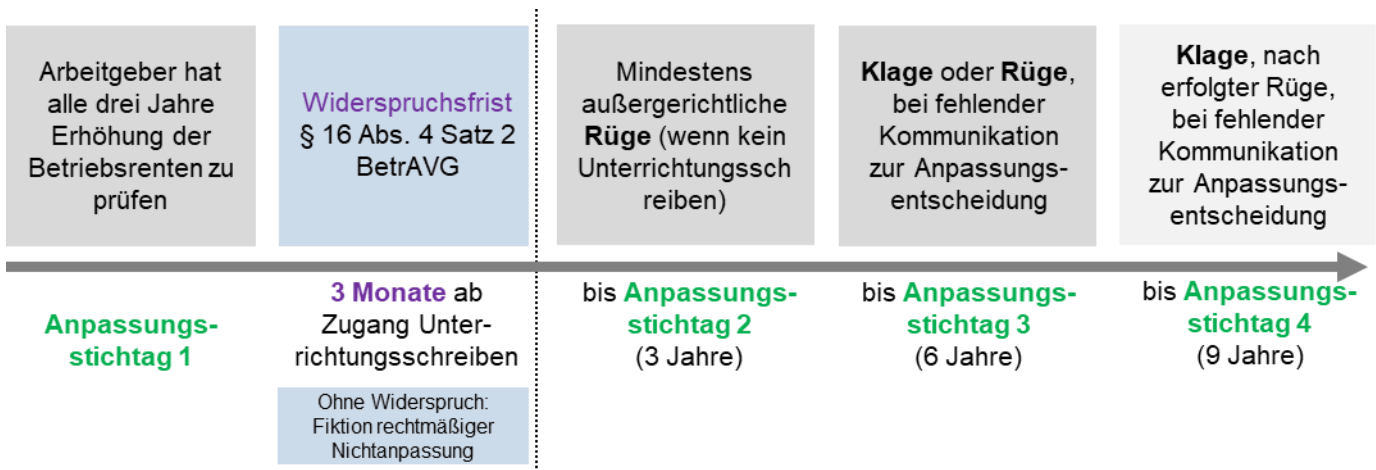 Arbeitgeber hat
alle drei Jahre
Erhöhung der
Betriebsrenten zu
prüfen
Widerspruchsfrist
§ 16 Abs. 4 Satz 2
BetrAVG
Mindestens
außergerichtliche
Rüge (wenn kein
Unterrichtungssch
reiben)
Klage oder Rüge,
bei fehlender
Kommunikation
zur Anpassungs-
entscheidung
Klage, nach
erfolgter Rüge,
bei fehlender
Kommunikation
zur Anpassungs-
entscheidung
Anpassungs-
stichtag 1
3 Monate ab
Zugang Unter-
richtungsschreiben
Ohne Widerspruch:
Fiktion rechtmäßiger
Nichtanpassung
bis Anpassungs-
stichtag 2
(3 Jahre)
bis Anpassungs-
stichtag 3
(6 Jahre)
bis Anpassungs-
stichtag 4
(9 Jahre)